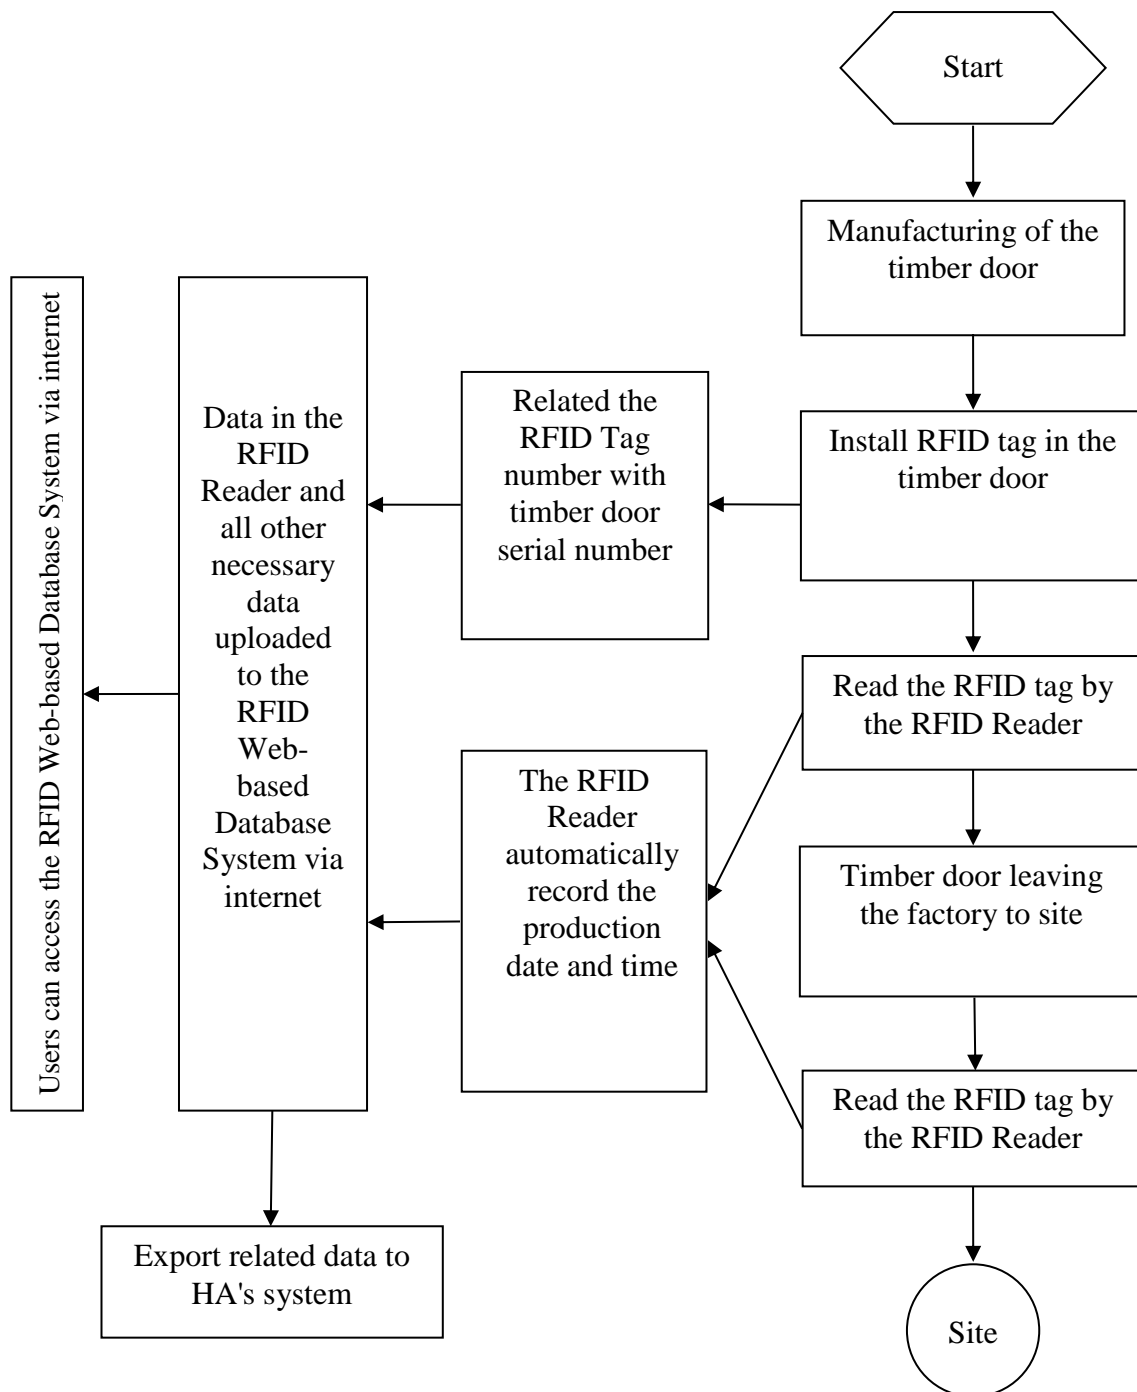 Start
Manufacturing of the
timber door
Install RFID tag in the
timber door
Related the
RFID Tag
number with
timber door
serial number
Data in the
RFID
Reader and
all other
necessary
data
uploaded
to the
RFID
Web-
based
Database
System via
internet
Users can access the RFID Web-based Database System via internet
Read the RFID tag by
the RFID Reader
The RFID
Reader
automatically
record the
production
date and time
Timber door leaving
the factory to site
Read the RFID tag by
the RFID Reader
Export related data to
HA's system
Site